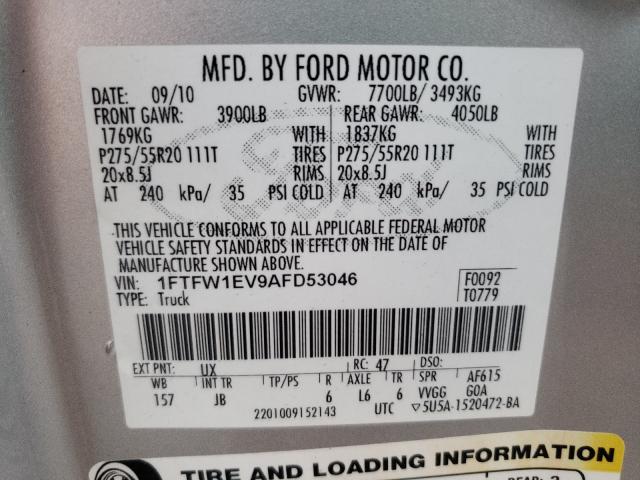 MFD. BY FORD MOTOR CO.
DATE: 09/10 GVWR: 7700LB/ 3493KG
FRONT GAWR: 3900LB REAR GAWR: 4050LB
1769KG WITH 1837KG WITH
P275/55R20 111T TIRES P275/55R20 111T TIRES
20x8.5J RIMS 20x8.5J RIMS
AT 240 kPa/ 35 PSI COLD AT 240 kPa/ 35 PSI COLD
THIS VEHICLE CONFORMS TO ALL APPLICABLE FEDERAL MOTOR
VEHICLE SAFETY STANDARDS IN EFFECT ON THE DATE OF
MANUFACTURE SHOWN ABOVE.
VIN: 1FTFW1EV9AFD53046 F0092
TYPE: Truck T0779
EXT PNT: UX RC: 47 DSO:
WB INT TR TP/PS R AXLE TR SPR AF615
157 JB 6 L6 6 VVGG GOA
2201009152143 UTC ▽5U5A-1520472-BA
TIRE AND LOADING INFORMATION